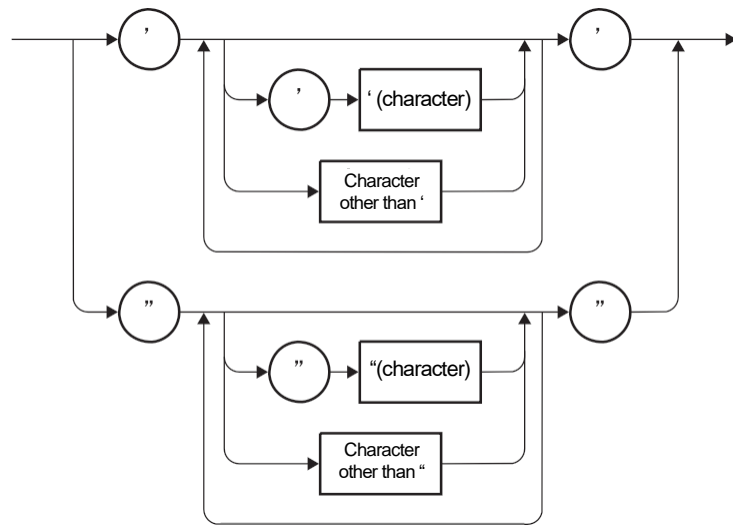 ’
’
’
‘ (character)
Character
other than ‘
”
”
”
“(character)
Character
other than “